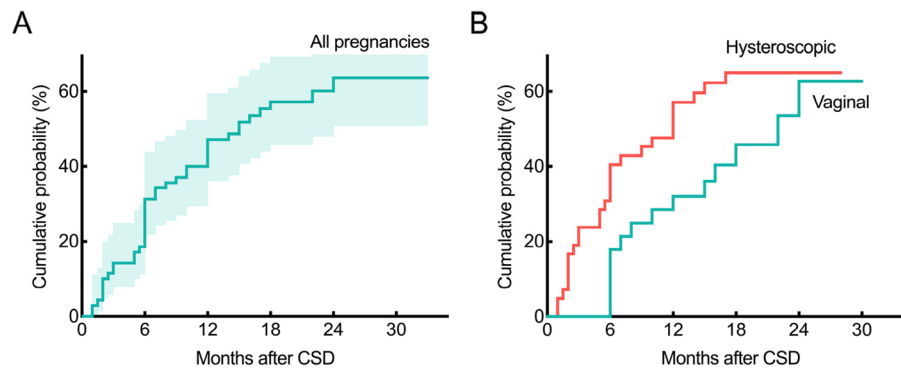 A
All pregnancies
Cumulative probability (%)
60
40
20
0
0 6 12 18 24 30
Months after CSD
B
Hysteroscopic
Vaginal
Cumulative probability (%)
60
40
20
0
0 6 12 18 24 30
Months after CSD